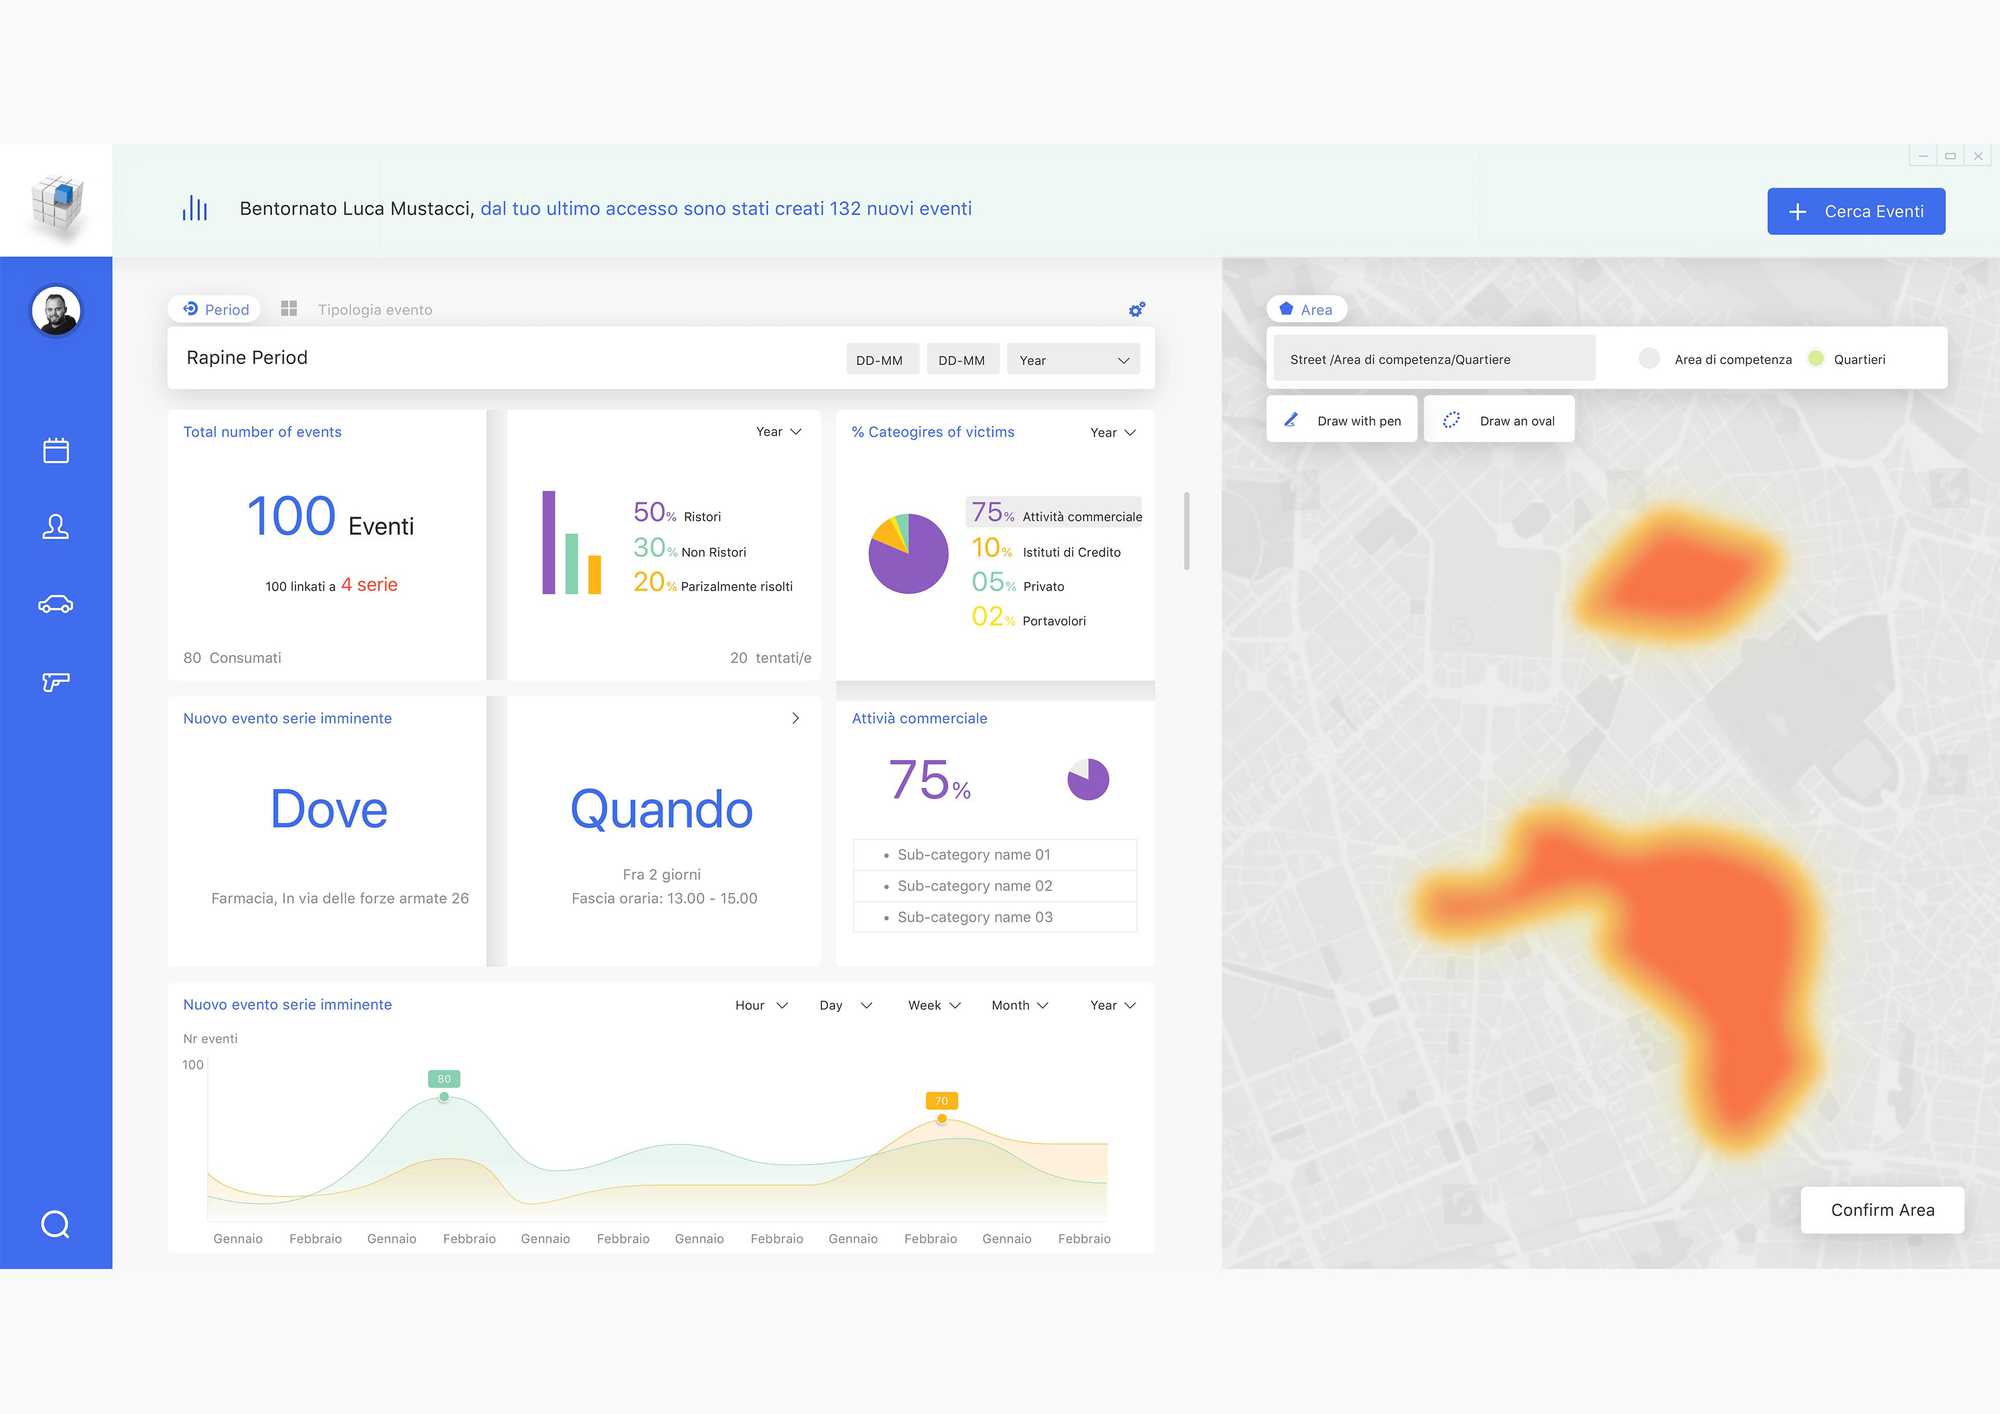 Bentornato Luca Mustacci, dal tuo ultimo accesso sono stati creati 132 nuovi eventi
Cerca Eventi
Period
Tipologia evento
Rapine Period
DD-MM
DD-MM
Year
Total number of events
100 Eventi
100 linkati a 4 serie
80 Consumati
Year
50% Ristori
30% Non Ristori
20% Parizalmente risolti
20 tentati/e
% Cateogires of victims
Year
75% Attività commerciale
10% Istituti di Credito
05% Privato
02% Portavolori
Nuovo evento serie imminente
Dove
Farmacia, In via delle forze armate 26
Quando
Fra 2 giorni
Fascia oraria: 13.00 - 15.00
Attivià commerciale
75%
Sub-category name 01
Sub-category name 02
Sub-category name 03
Nuovo evento serie imminente
Hour
Day
Week
Month
Year
Nr eventi
100
80
70
Gennaio
Febbraio
Gennaio
Febbraio
Gennaio
Febbraio
Gennaio
Febbraio
Gennaio
Febbraio
Gennaio
Febbraio
Area
Street /Area di competenza/Quartiere
Area di competenza
Quartieri
Draw with pen
Draw an oval
Confirm Area